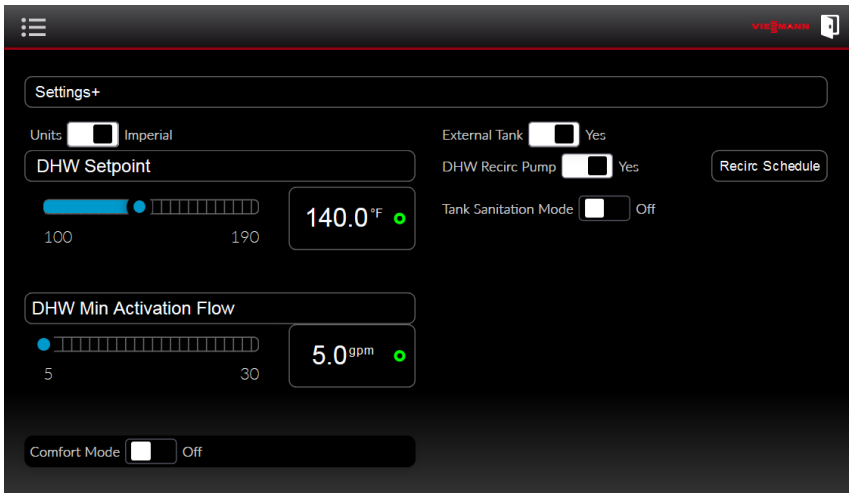 VIESMANN
Settings+
Units Imperial
DHW Setpoint
140.0°F
100 190
DHW Min Activation Flow
5.0gpm
5 30
Comfort Mode Off
External Tank Yes
DHW Recirc Pump Yes
Recirc Schedule
Tank Sanitation Mode Off